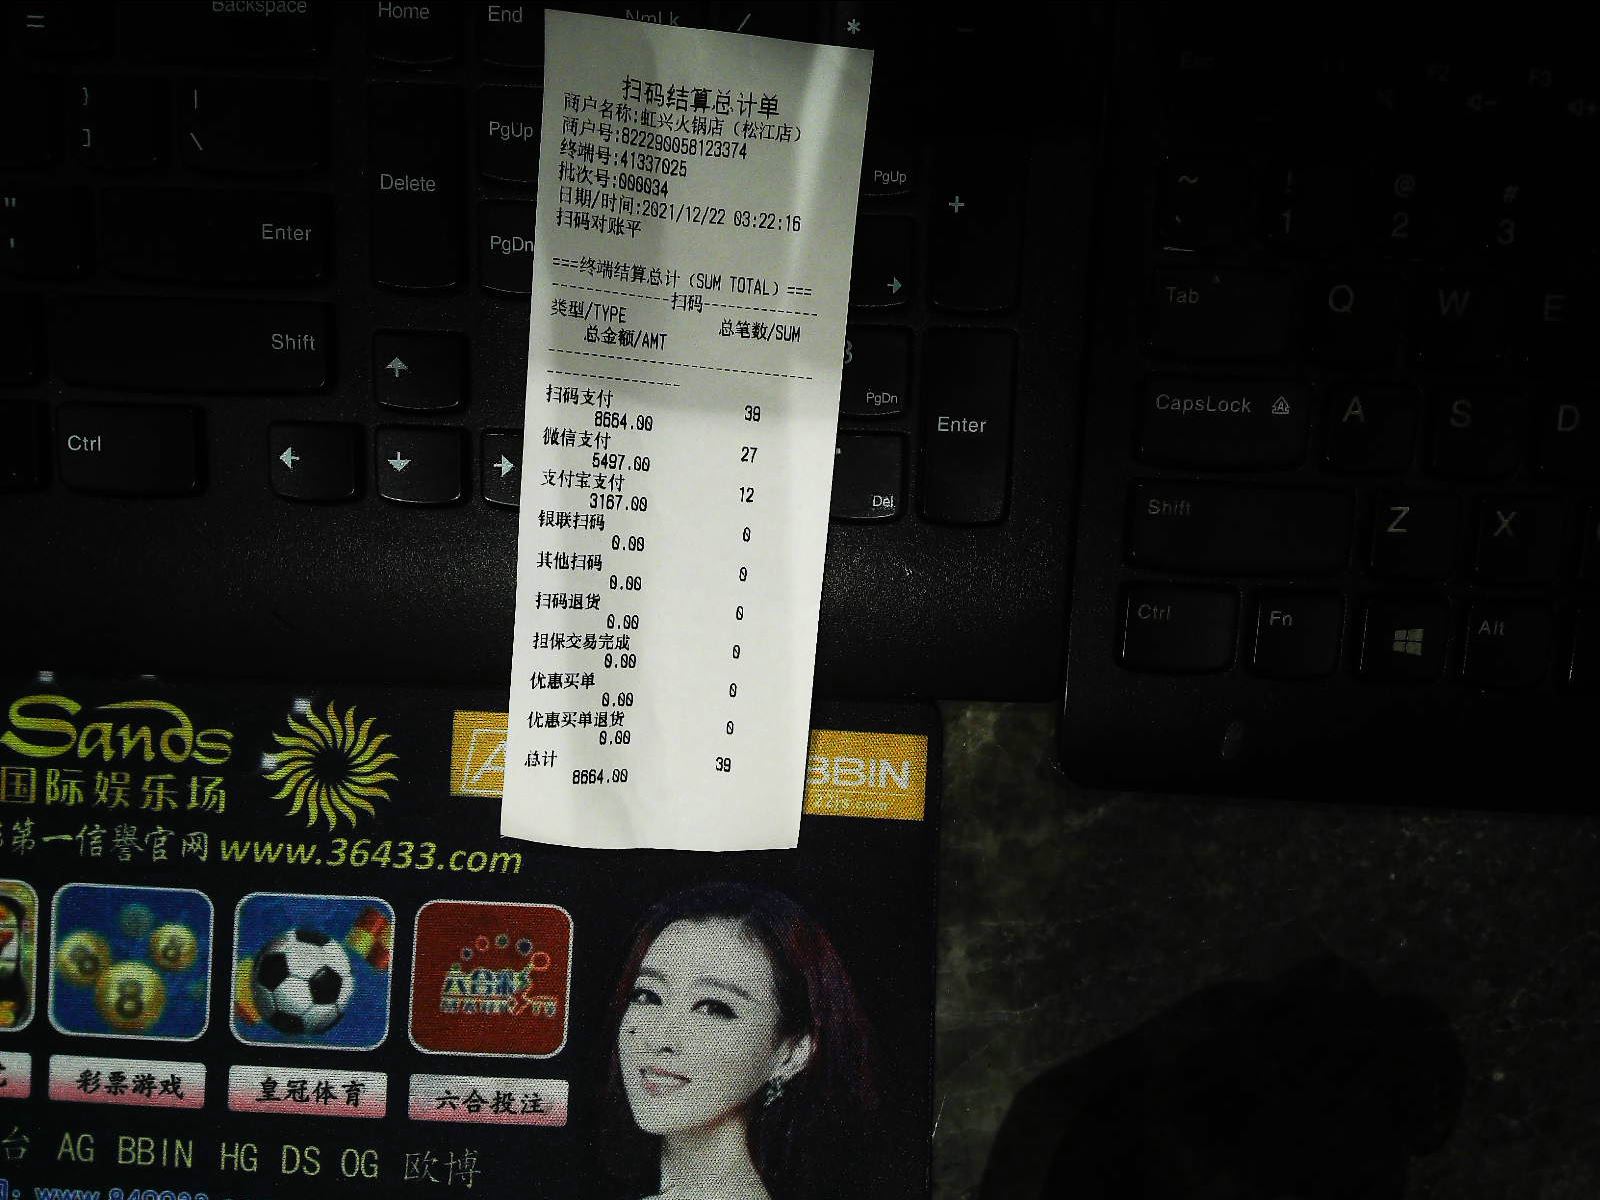 =
Backspace
Home
End
NmLk
/
*
-
}
]
|
\
Delete
PgUp
PgDn
"
'
Enter
Shift
Ctrl
PgUp
+
PgDn
Enter
Del
扫码结算总计单
商户名称:虹兴火锅店（松江店）
商户号:822290058123374
终端号:41337025
批次号:000034
日期/时间:2021/12/22 03:22:16
扫码对账平
===终端结算总计（SUM TOTAL）===
---------------扫码---------------
类型/TYPE 总笔数/SUM
总金额/AMT
扫码支付 39
8664.00
微信支付 27
5497.00
支付宝支付 12
3167.00
银联扫码 0
0.00
其他扫码 0
0.00
扫码退货 0
0.00
担保交易完成 0
0.00
优惠买单 0
0.00
优惠买单退货 0
0.00
总计 39
8664.00
Esc
F2
F3
~
`
!
1
@
2
#
3
Tab
Q
W
E
CapsLock
A
S
D
Shift
Z
X
Ctrl
Fn
Alt
Sands
国际娱乐场
第一信譽官网 www.36433.com
BBIN
彩票游戏
皇冠体育
六合投注
台 AG BBIN HG DS OG 欧博